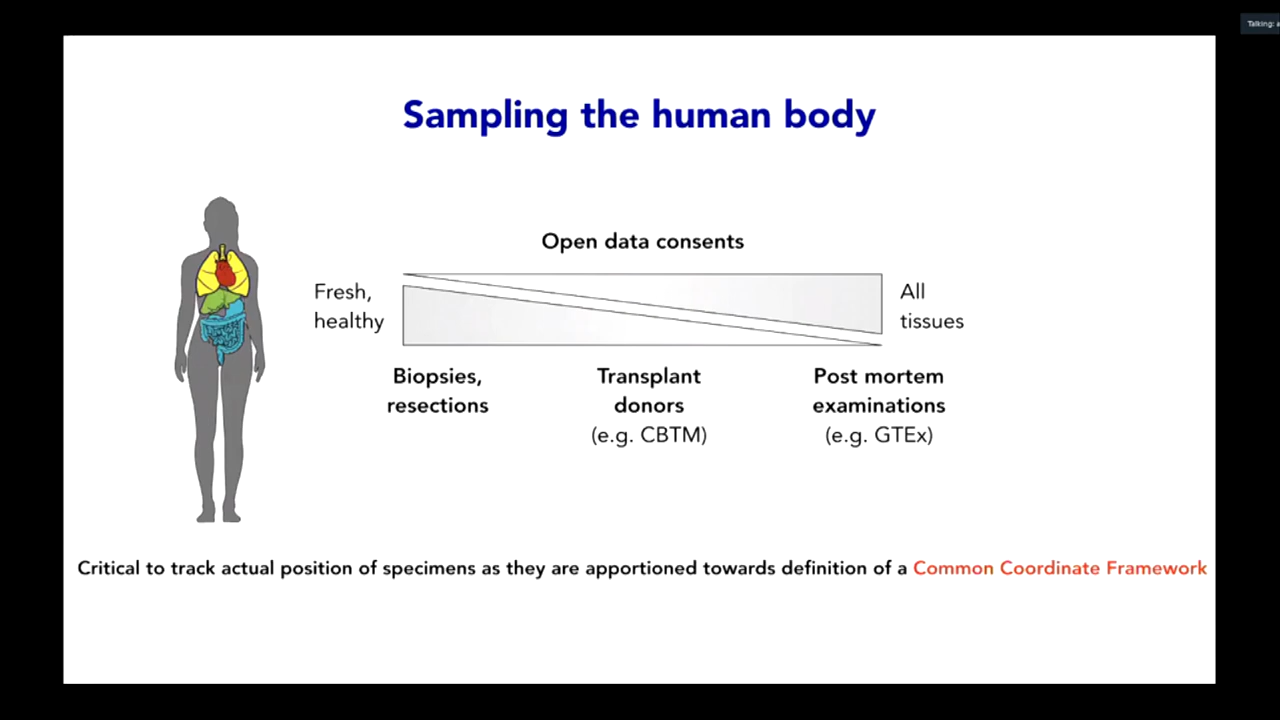 Talking:
Sampling the human body
Open data consents
Fresh,
healthy
All
tissues
Biopsies,
resections
Transplant
donors
(e.g. CBTM)
Post mortem
examinations
(e.g. GTEx)
Critical to track actual position of specimens as they are apportioned towards definition of a Common Coordinate Framework